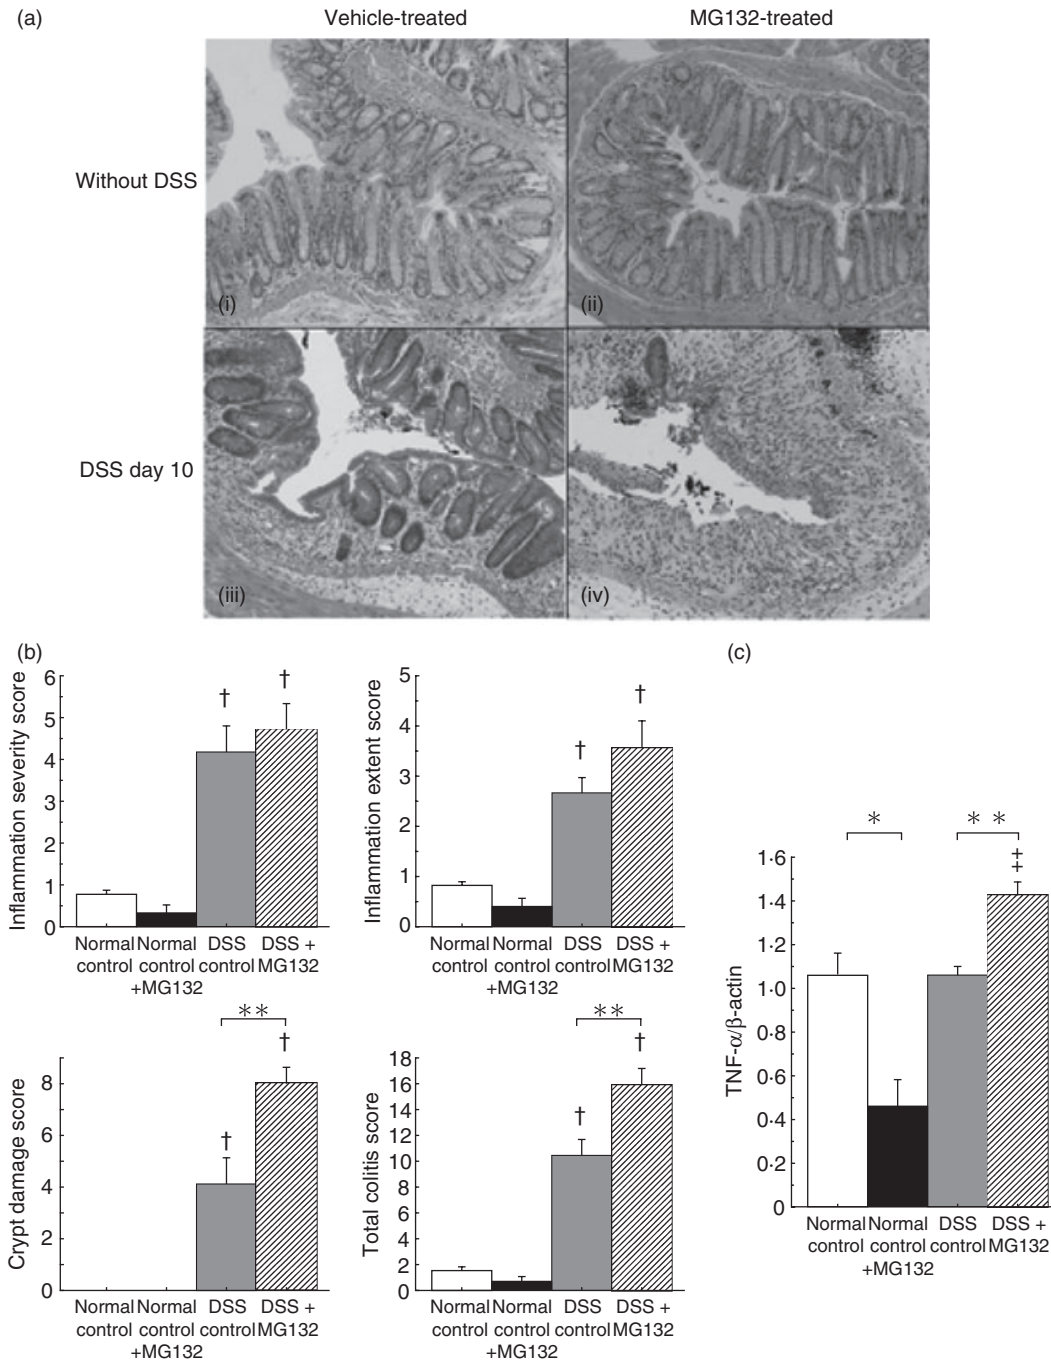 (a)
Vehicle-treated MG132-treated
Without DSS
(i) (ii)
DSS day 10
(iii) (iv)
(b)
Inflammation severity score
6
5
4
3
2
1
0
† †
Normal Normal DSS DSS +
control control control MG132
+MG132
Inflammation extent score
5
4
3
2
1
0
† †
Normal Normal DSS DSS +
control control control MG132
+MG132
Crypt damage score
8
6
4
2
0
**
† †
Normal Normal DSS DSS +
control control control MG132
+MG132
Total colitis score
18
16
14
12
10
8
6
4
2
0
**
† †
Normal Normal DSS DSS +
control control control MG132
+MG132
(c)
TNF-α/β-actin
1·6
1·4
1·2
1·0
0·8
0·6
0·4
0·2
0
* **
‡
Normal Normal DSS DSS +
control control control MG132
+MG132